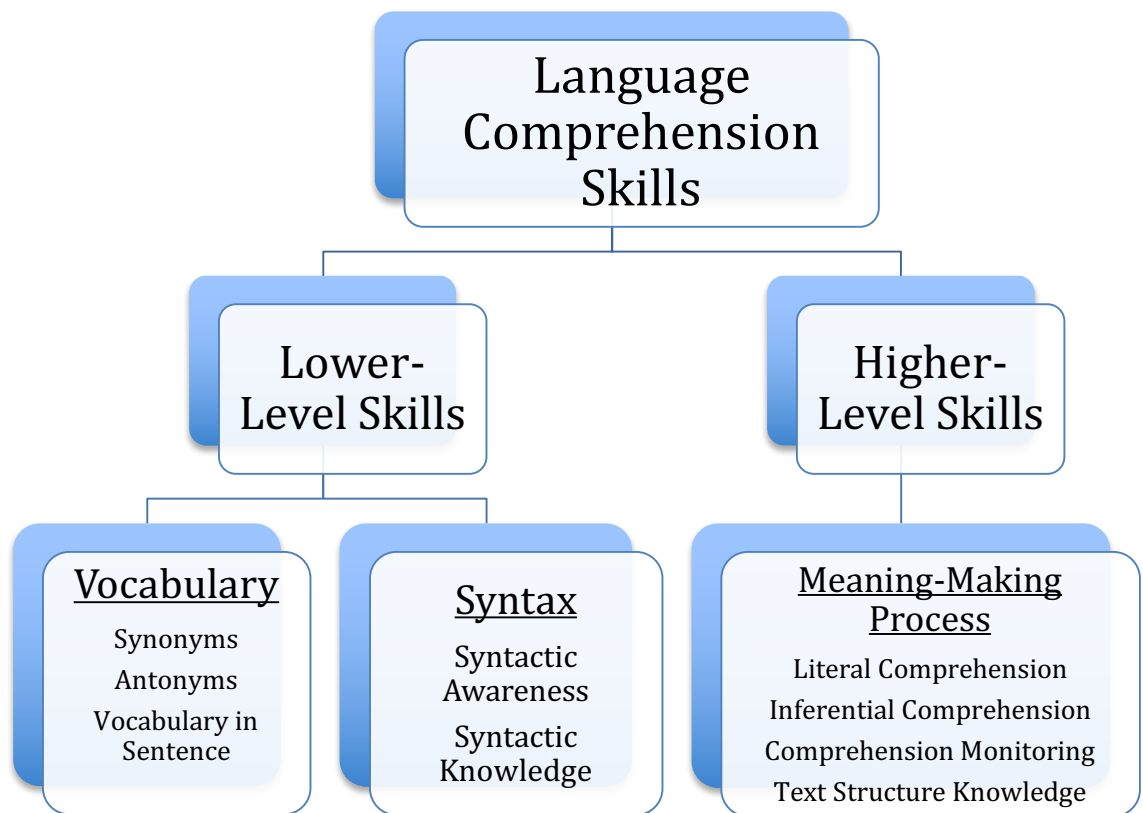 Language
Comprehension
Skills
Lower-
Level Skills
Higher-
Level Skills
Vocabulary
Synonyms
Antonyms
Vocabulary in
Sentence
Syntax
Syntactic
Awareness
Syntactic
Knowledge
Meaning-Making
Process
Literal Comprehension
Inferential Comprehension
Comprehension Monitoring
Text Structure Knowledge